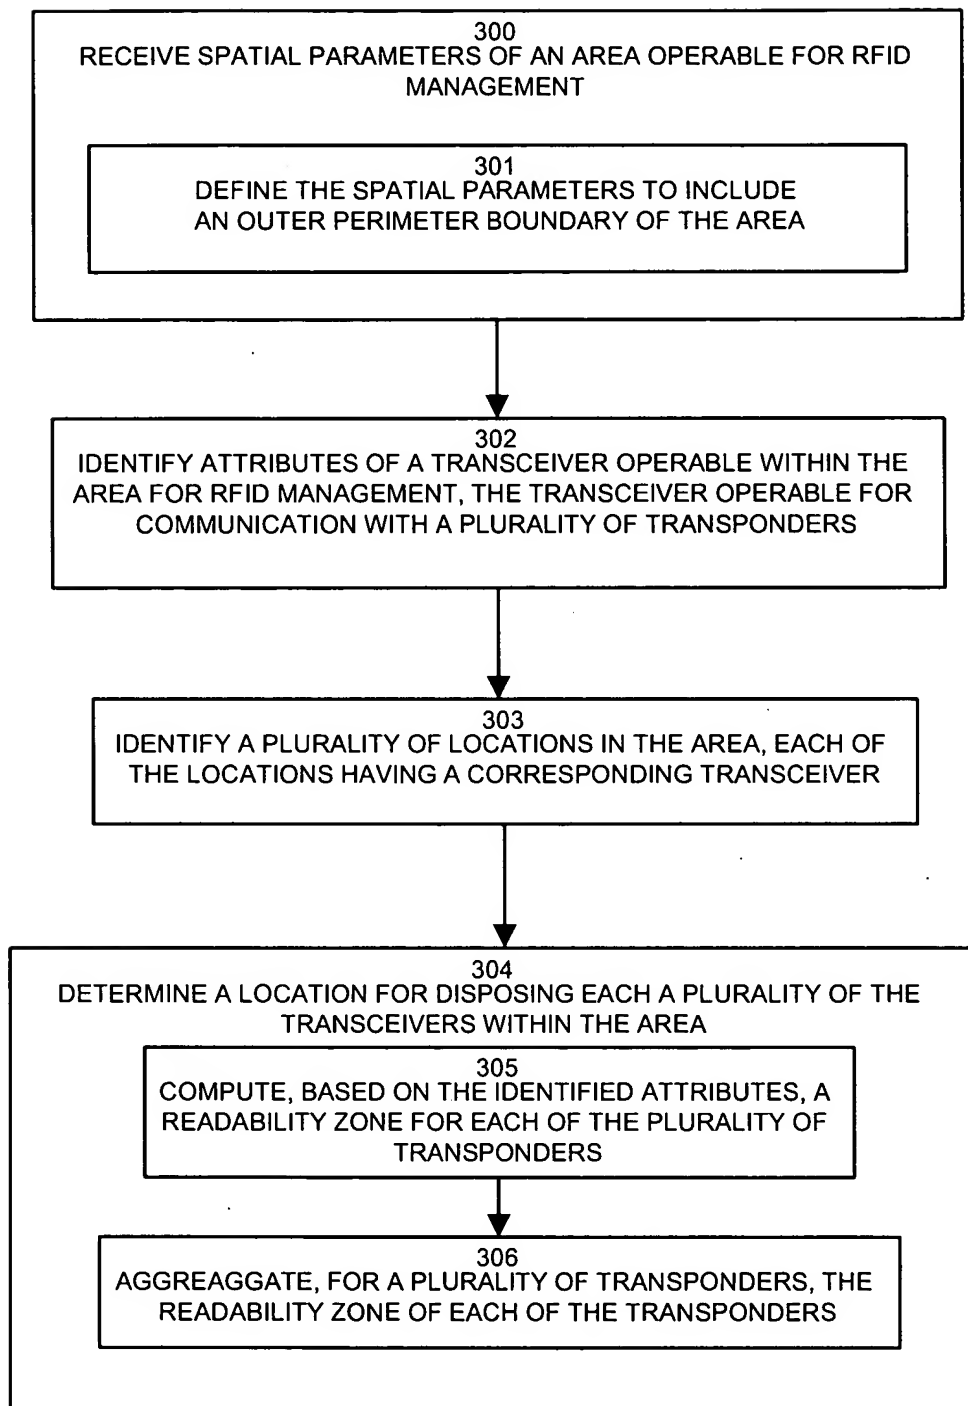 300
RECEIVE SPATIAL PARAMETERS OF AN AREA OPERABLE FOR RFID
MANAGEMENT
301
DEFINE THE SPATIAL PARAMETERS TO INCLUDE
AN OUTER PERIMETER BOUNDARY OF THE AREA
302
IDENTIFY ATTRIBUTES OF A TRANSCEIVER OPERABLE WITHIN THE
AREA FOR RFID MANAGEMENT, THE TRANSCEIVER OPERABLE FOR
COMMUNICATION WITH A PLURALITY OF TRANSPONDERS
303
IDENTIFY A PLURALITY OF LOCATIONS IN THE AREA, EACH OF
THE LOCATIONS HAVING A CORRESPONDING TRANSCEIVER
304
DETERMINE A LOCATION FOR DISPOSING EACH A PLURALITY OF THE
TRANSCEIVERS WITHIN THE AREA
305
COMPUTE, BASED ON THE IDENTIFIED ATTRIBUTES, A
READABILITY ZONE FOR EACH OF THE PLURALITY OF
TRANSPONDERS
306
AGGREAGGATE, FOR A PLURALITY OF TRANSPONDERS, THE
READABILITY ZONE OF EACH OF THE TRANSPONDERS